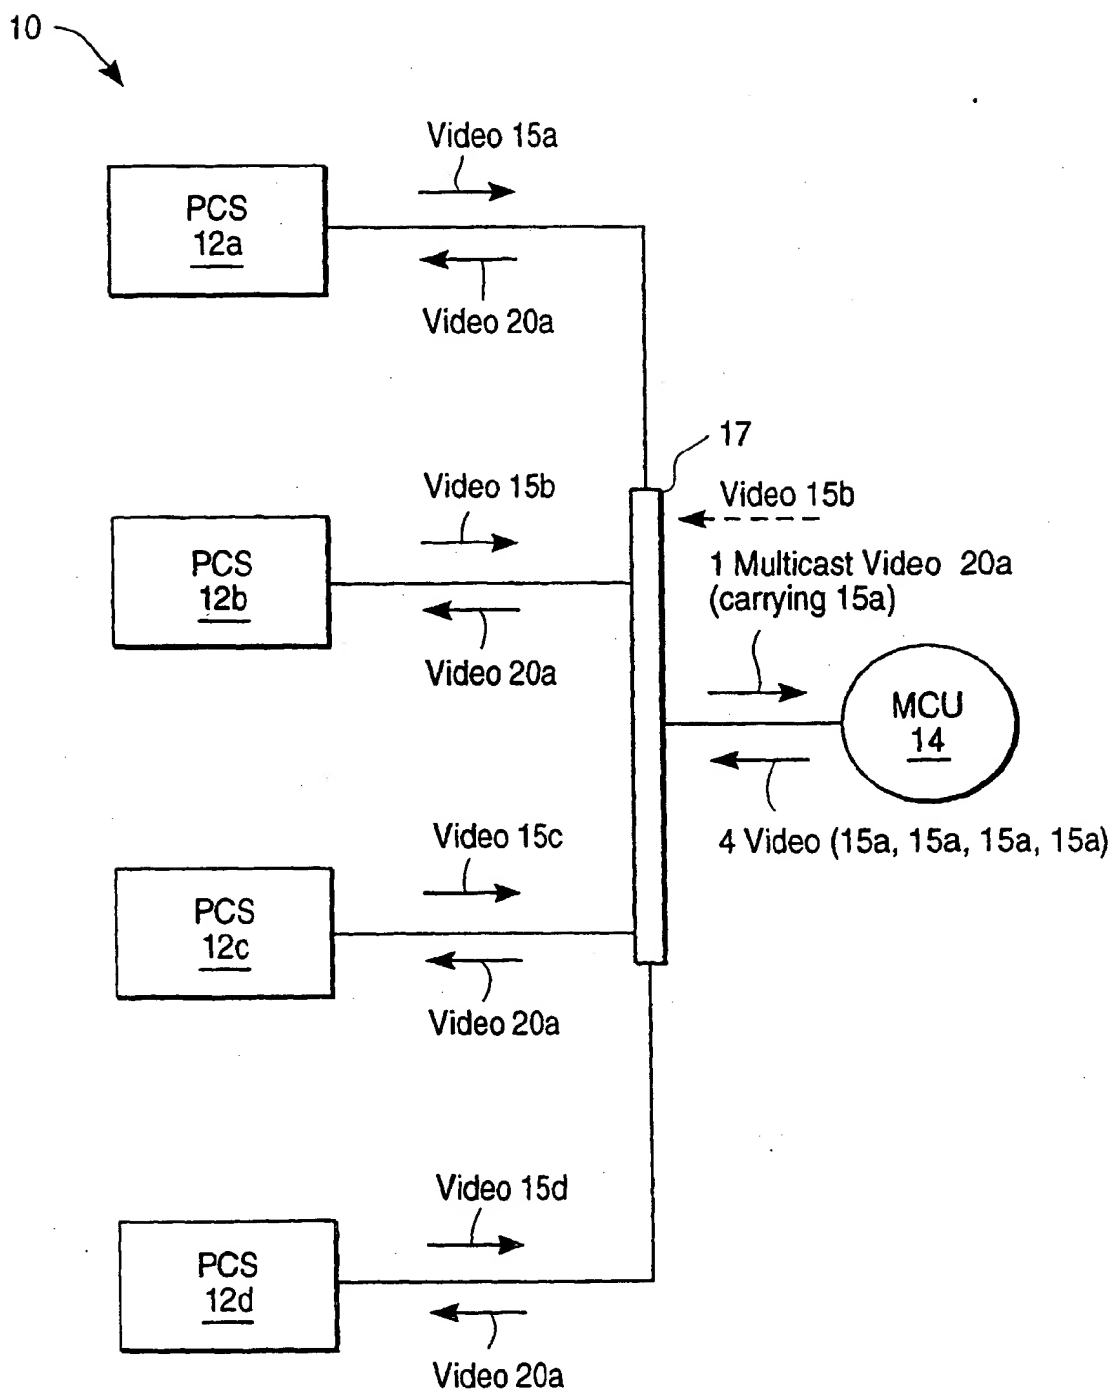 10
Video 15a
PCS
12a
Video 20a
17
Video 15b
Video 15b
1 Multicast Video 20a
(carrying 15a)
PCS
12b
Video 20a
MCU
14
4 Video (15a, 15a, 15a, 15a)
Video 15c
PCS
12c
Video 20a
Video 15d
PCS
12d
Video 20a